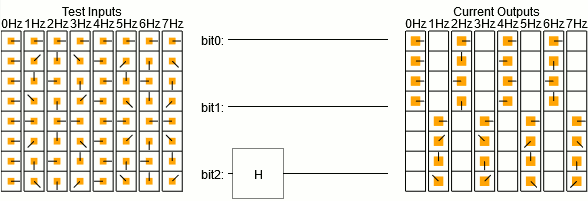 Test Inputs
0Hz 1Hz 2Hz 3Hz 4Hz 5Hz 6Hz 7Hz
bit0:
bit1:
bit2:
H
Current Outputs
0Hz 1Hz 2Hz 3Hz 4Hz 5Hz 6Hz 7Hz